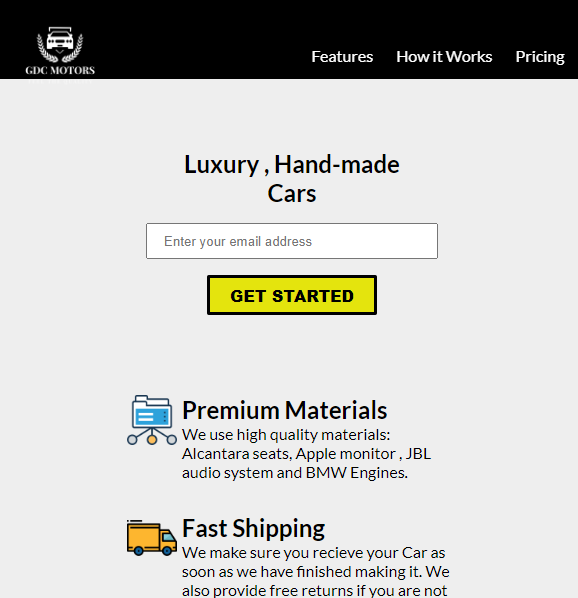 GDC MOTORS
Features How it Works Pricing
Luxury , Hand-made
Cars
Enter your email address
GET STARTED
Premium Materials
We use high quality materials:
Alcantara seats, Apple monitor , JBL
audio system and BMW Engines.
Fast Shipping
We make sure you recieve your Car as
soon as we have finished making it. We
also provide free returns if you are not